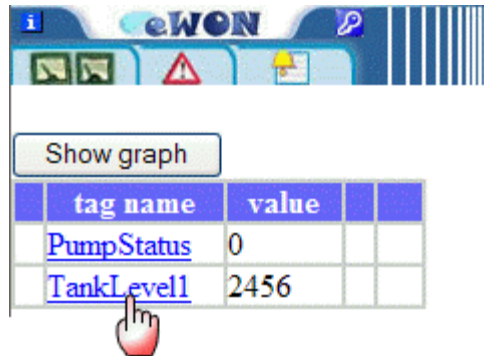 i eWON
Show graph
tag name value
PumpStatus 0
TankLevel1 2456